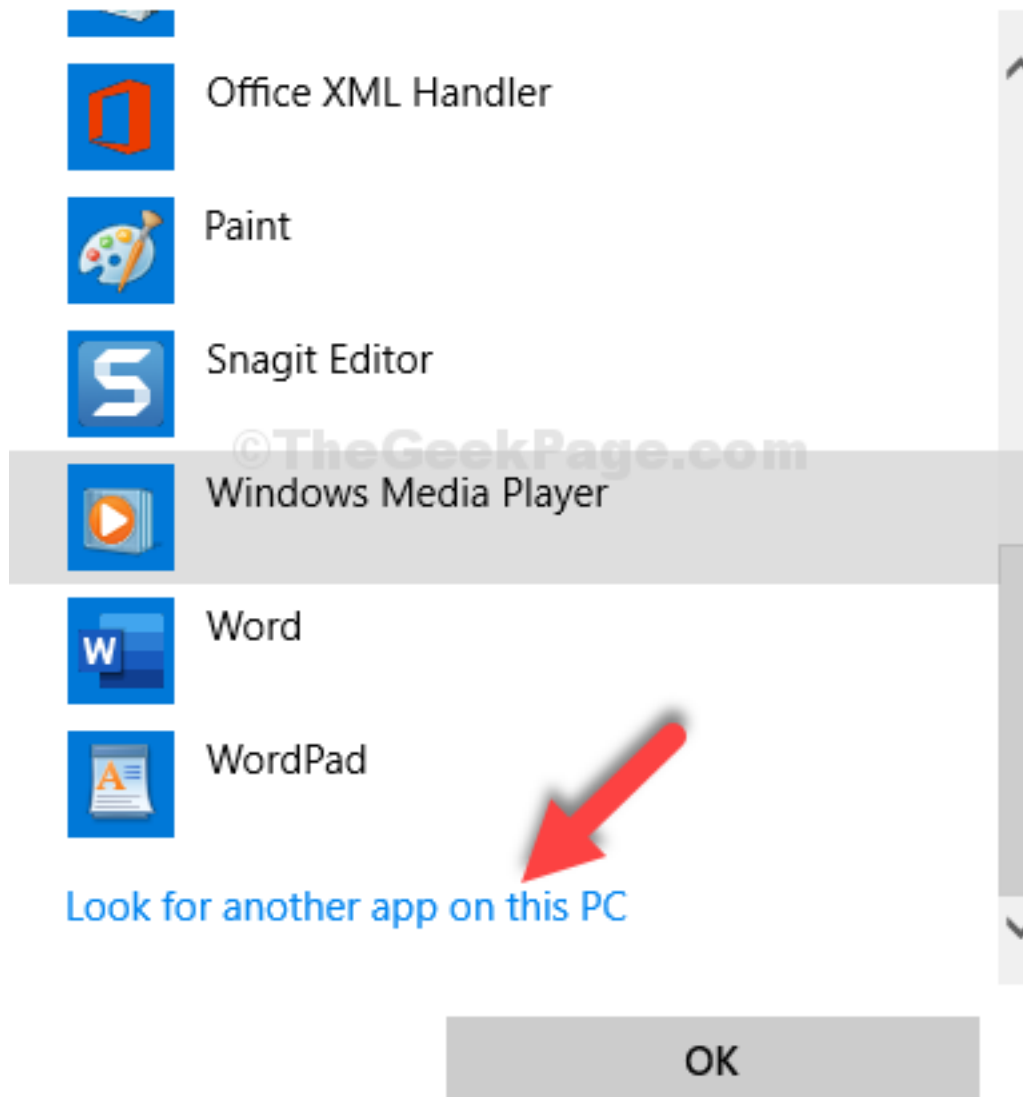 Office XML Handler
Paint
Snagit Editor
©TheGeekPage.com
Windows Media Player
W
Word
A
WordPad
Look for another app on this PC
OK